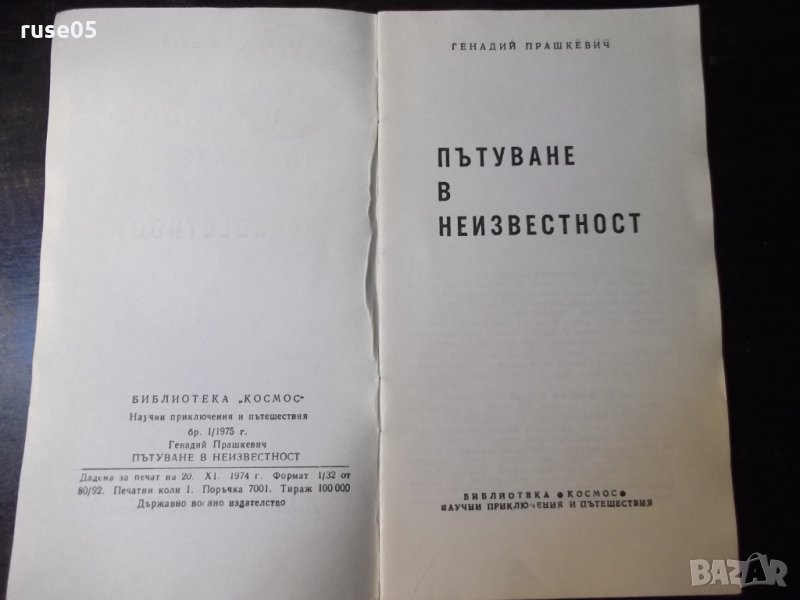 ruse05
БИБЛИОТЕКА „КОСМОС“
Научни приключения и пътешествия
бр. 1/1975 г.
Генадий Прашкевич
ПЪТУВАНЕ В НЕИЗВЕСТНОСТ
Дадена за печат на 20. XI. 1974 г. Формат 1/32 от
80/92. Печатни коли 1. Поръчка 7001. Тираж 100 000
Държавно военно издателство
ГЕНАДИЙ ПРАШКЕВИЧ
ПЪТУВАНЕ
В
НЕИЗВЕСТНОСТ
БИБЛИОТЕКА ●КОСМОС●
НАУЧНИ ПРИКЛЮЧЕНИЯ И ПЪТЕШЕСТВИЯ
BAZAR